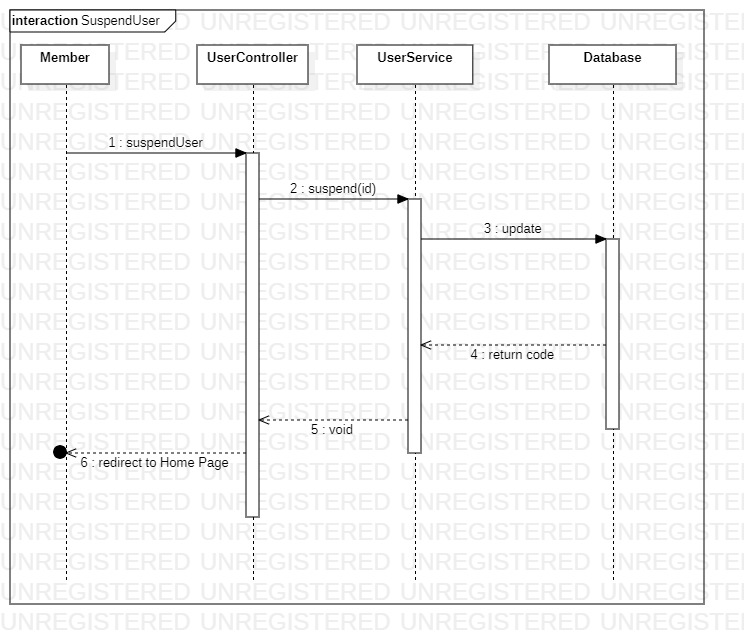 interaction SuspendUser
Member
UserController
UserService
Database
1 : suspendUser
2 : suspend(id)
3 : update
4 : return code
5 : void
6 : redirect to Home Page
UNREGISTERED UNREGISTERED UNREGISTERED UNREGISTERED